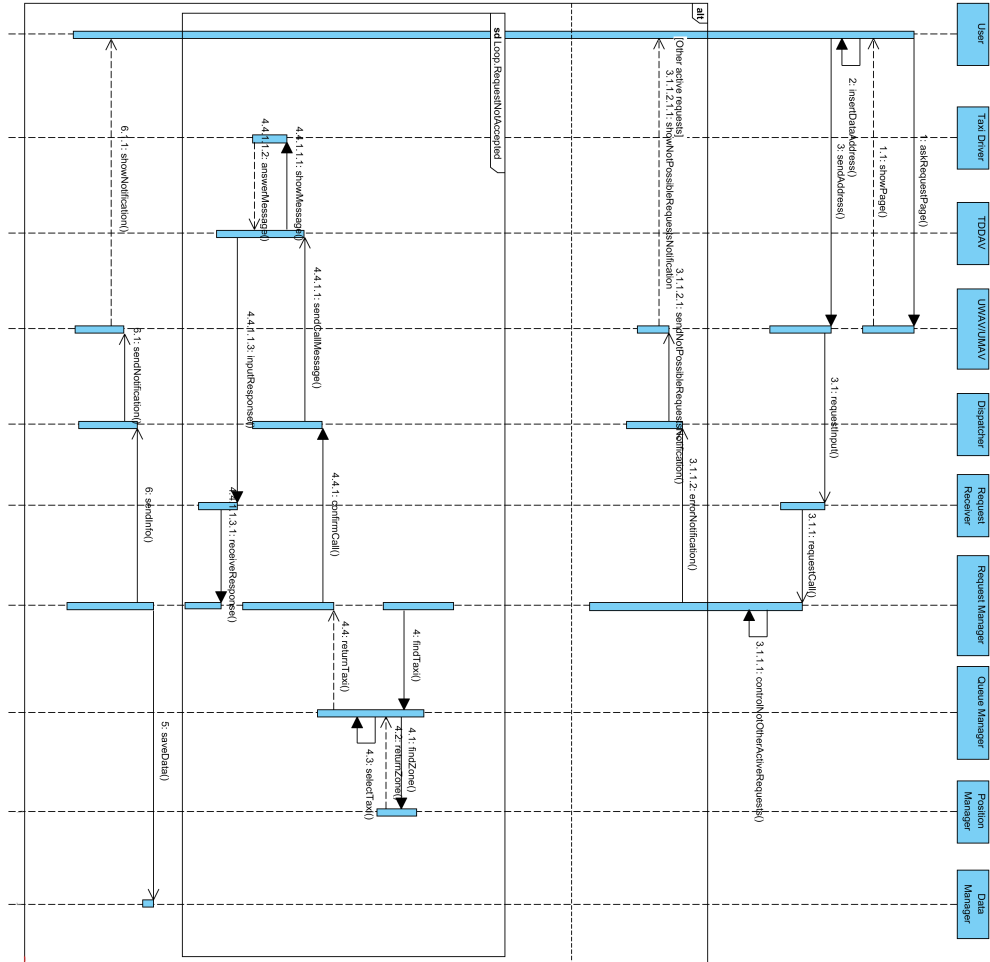 User
Taxi Driver
TDDAV
UWAV/UMAV
Dispatcher
Request
Receiver
Request Manager
Queue Manager
Position
Manager
Data
Manager
alt
1: askRequestPage()
1.1: showPage()
2: insertDataAddress()
3: sendAddress()
3.1: requestInput()
3.1.1: requestCall()
3.1.1.1: controlNotOtherActiveRequests()
[Other active requests]
3.1.1.2: errorNotification()
3.1.1.2.1: sendNotPossibleRequestsNotification()
3.1.1.2.1.1: showNotPossibleRequestsNotification
sd Loop.RequestNotAccepted
4: findTaxi()
4.1: findZone()
4.2: returnZone()
4.3: selectTaxi()
4.4: returnTaxi()
4.4.1: confirmCall()
4.4.1.1: sendCallMessage()
4.4.1.1.1: showMessage()
4.4.1.1.2: answerMessage()
4.4.1.1.3: inputResponse()
4.4.1.1.3.1: receiveResponse()
5: saveData()
6: sendInfo()
6.1: sendNotification()
6.1.1: showNotification()